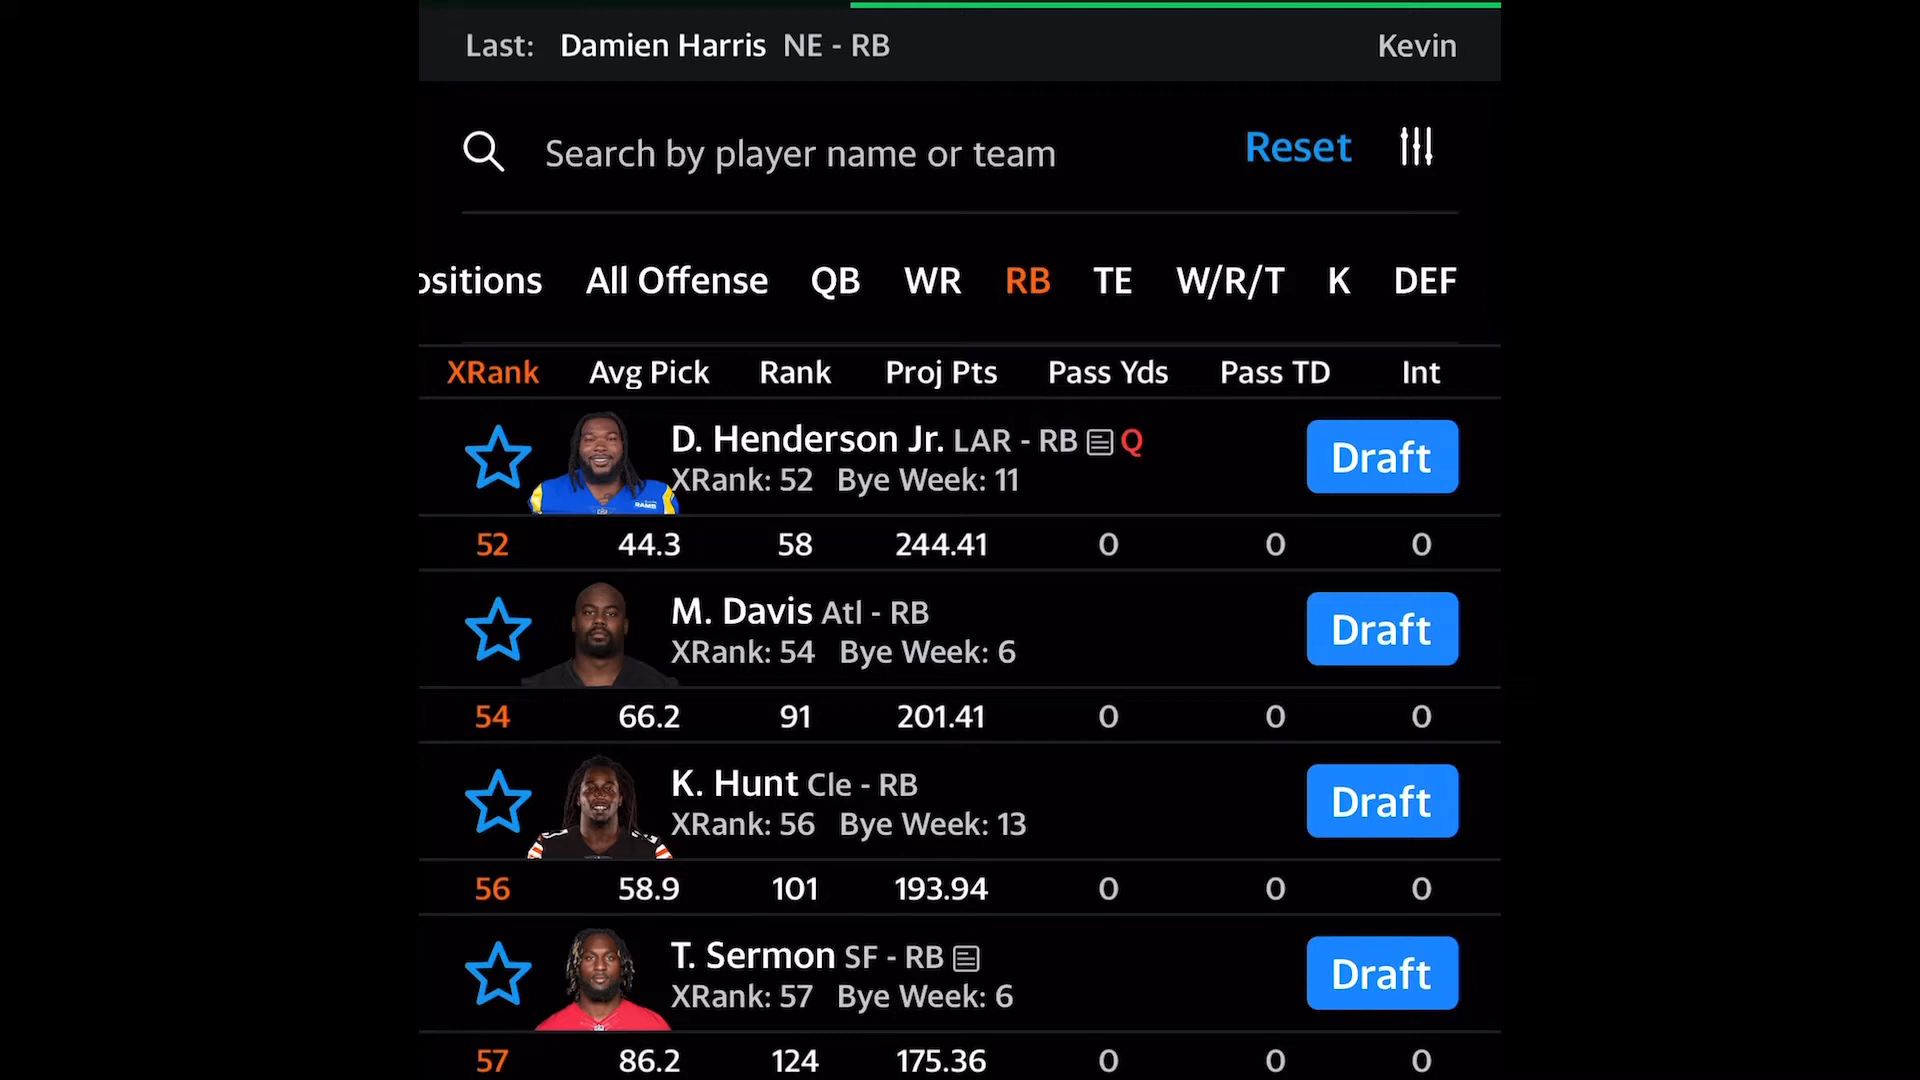 Last: Damien Harris NE - RB Kevin
Search by player name or team Reset
ositions All Offense QB WR RB TE W/R/T K DEF
XRank Avg Pick Rank Proj Pts Pass Yds Pass TD Int
D. Henderson Jr. LAR - RB Q
XRank: 52 Bye Week: 11
Draft
RAMS
52 44.3 58 244.41 0 0 0
M. Davis Atl - RB
XRank: 54 Bye Week: 6
Draft
54 66.2 91 201.41 0 0 0
K. Hunt Cle - RB
XRank: 56 Bye Week: 13
Draft
56 58.9 101 193.94 0 0 0
T. Sermon SF - RB
XRank: 57 Bye Week: 6
Draft
57 86.2 124 175.36 0 0 0